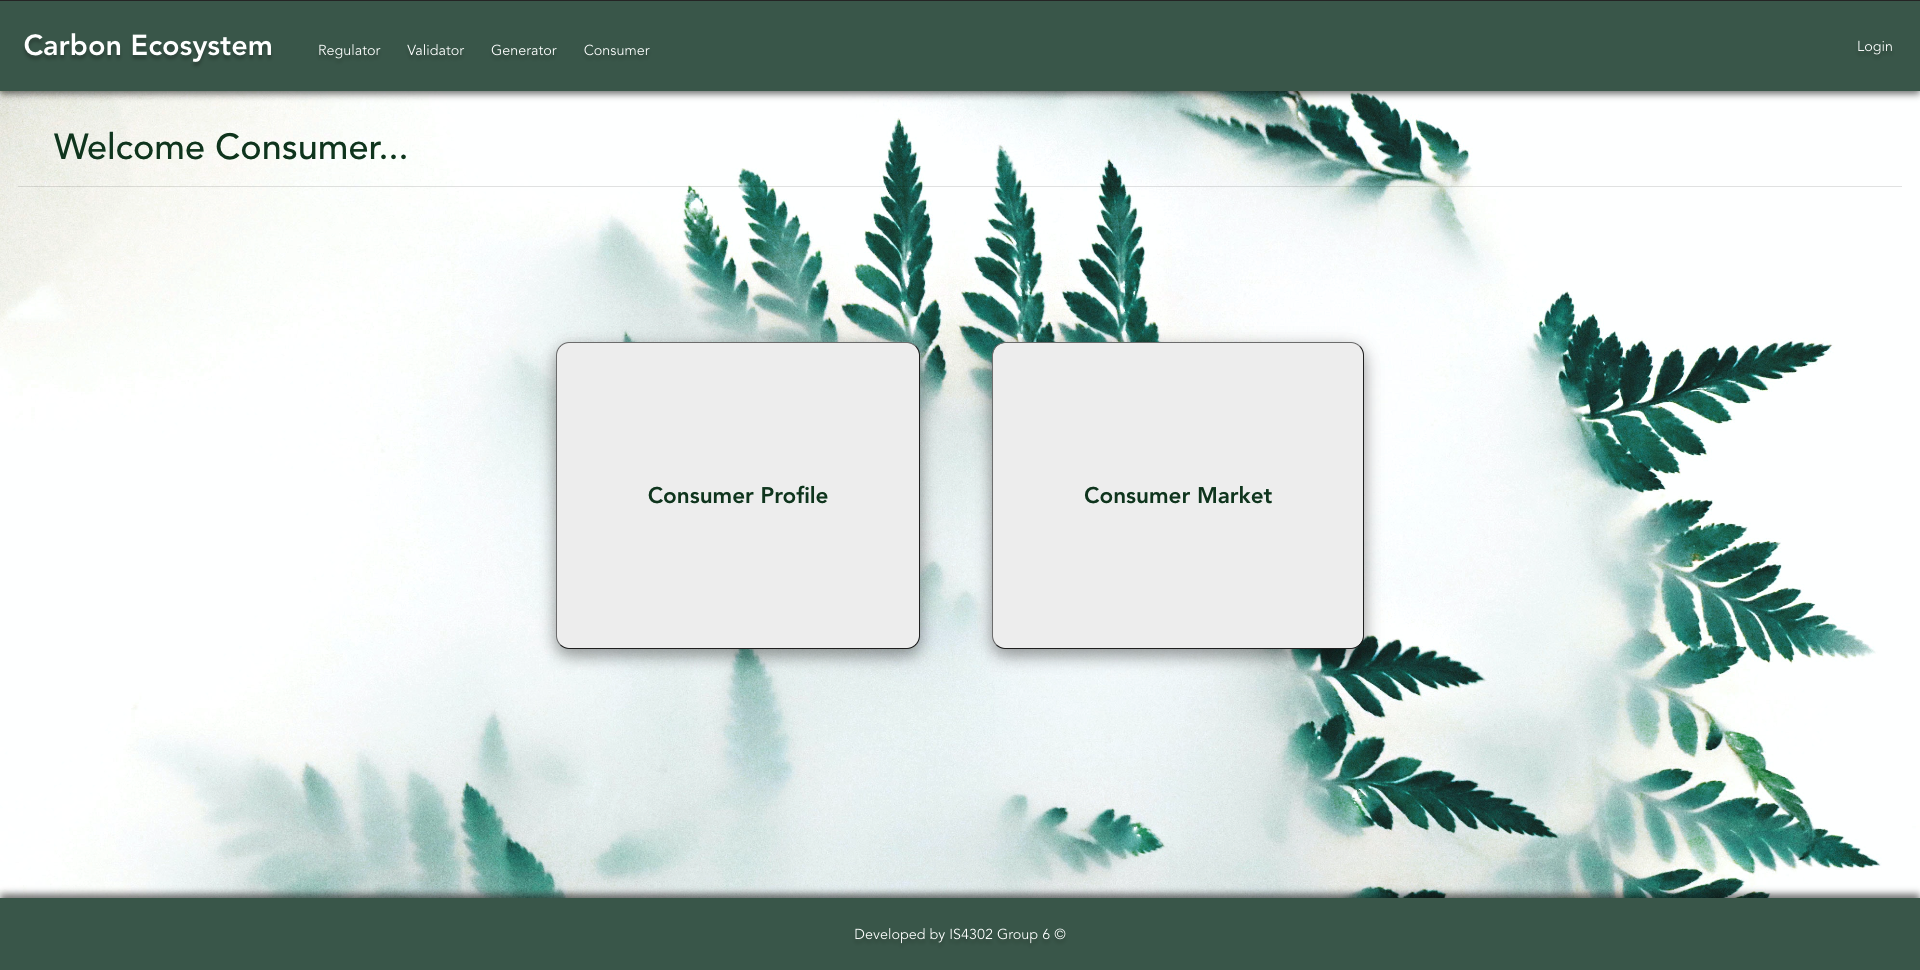 Carbon Ecosystem
Regulator Validator Generator Consumer
Login
Welcome Consumer...
Consumer Profile
Consumer Market
Developed by IS4302 Group 6 ©